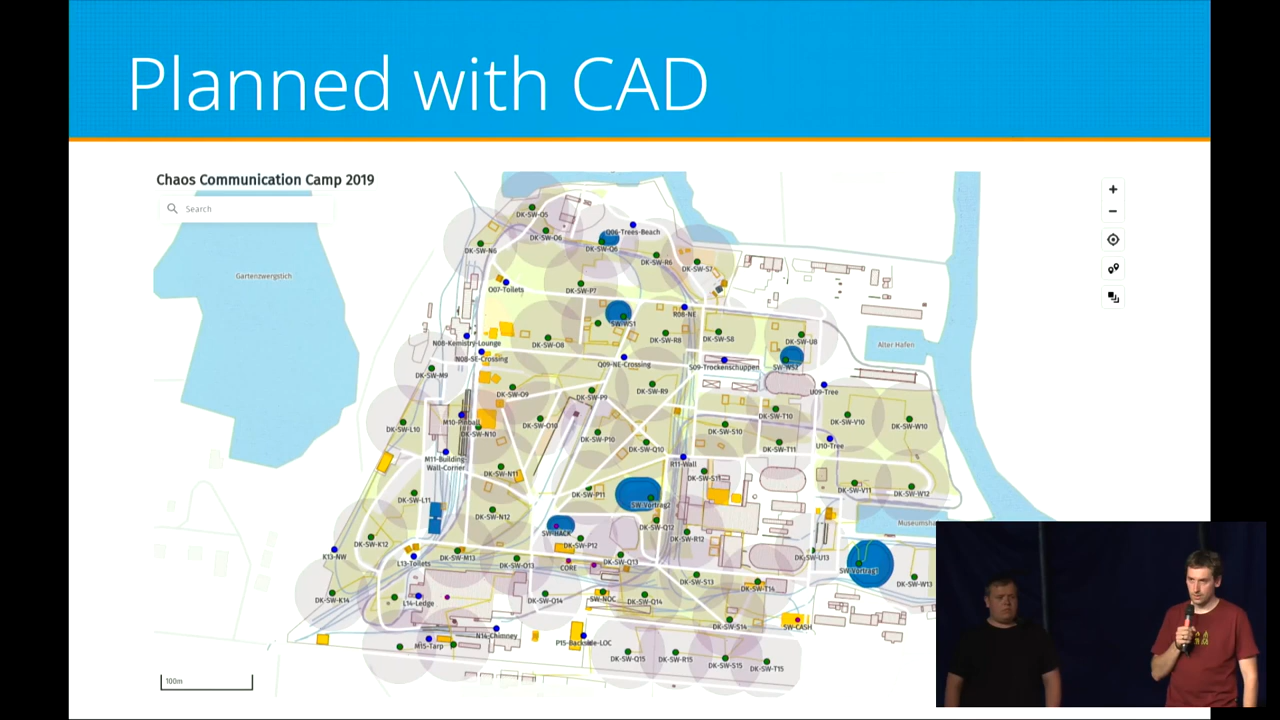 Planned with CAD
Chaos Communication Camp 2019
Search
Gartenzwergstich
Alter Hafen
100m
+
−
DK-SW-O5
DK-SW-O6
O06-Trees-Beach
DK-SW-N6
DK-SW-Q6
DK-SW-R6
DK-SW-S7
O07-Toilets
DK-SW-P7
R08-NE
SW-WS1
N08-Kemistry-Lounge
DK-SW-O8
DK-SW-R8
DK-SW-S8
DK-SW-U8
N08-SE-Crossing
Q09-NE-Crossing
S09-Trockenschuppen
SW-WS2
DK-SW-M9
DK-SW-O9
DK-SW-P9
DK-SW-R9
U09-Tree
DK-SW-L10
M10-Pinball
DK-SW-N10
DK-SW-O10
DK-SW-P10
DK-SW-Q10
DK-SW-S10
DK-SW-T10
DK-SW-V10
DK-SW-W10
M11-Building
Wall-Corner
DK-SW-N11
R11-Wall
DK-SW-S11
DK-SW-T11
U10-Tree
DK-SW-L11
DK-SW-P11
SW-Vortrag2
DK-SW-V11
DK-SW-W12
DK-SW-N12
SW-HACK
DK-SW-Q12
DK-SW-R12
Museumsha
K13-NW
DK-SW-K12
L13-Toilets
DK-SW-M13
DK-SW-O13
DK-SW-P12
CORE
DK-SW-Q13
DK-SW-U13
SW-Vortrag1
DK-SW-W13
DK-SW-K14
L14-Ledge
DK-SW-O14
SW-NOC
DK-SW-Q14
DK-SW-S13
DK-SW-T14
M15-Tarp
N14-Chimney
P15-Backside-LOC
DK-SW-S14
SW-CASH
DK-SW-Q15
DK-SW-R15
DK-SW-S15
DK-SW-T15